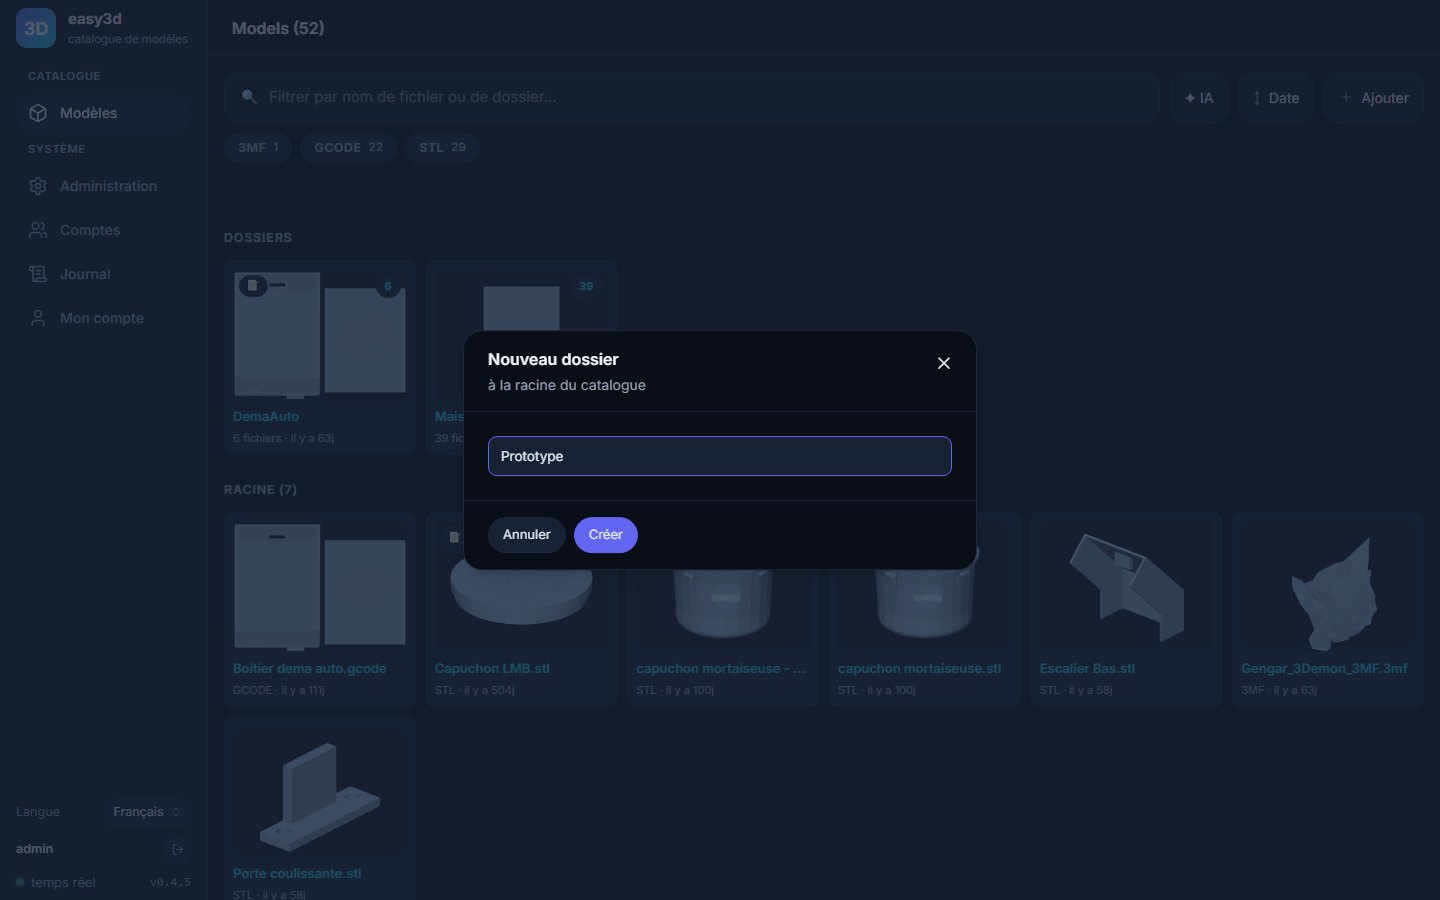 3D
easy3d
catalogue de modèles
CATALOGUE
Modèles
SYSTÈME
Administration
Comptes
Journal
Mon compte
Langue
Français
admin
temps réel
v0.4.5
Models (52)
Filtrer par nom de fichier ou de dossier...
✦ IA
Date
+ Ajouter
3MF 1
GCODE 22
STL 29
DOSSIERS
6
DemaAuto
6 fichiers · il y a 63j
39
Mais
39 fic
Nouveau dossier
à la racine du catalogue
Prototype
Annuler
Créer
RACINE (7)
Boitier dema auto.gcode
GCODE · il y a 111j
Capuchon LMB.stl
STL · il y a 504j
capuchon mortaiseuse - ...
STL · il y a 100j
capuchon mortaiseuse.stl
STL · il y a 100j
Escalier Bas.stl
STL · il y a 58j
Gengar_3Demon_3MF.3mf
3MF · il y a 63j
Porte coulissante.stl
STL · il y a 58j